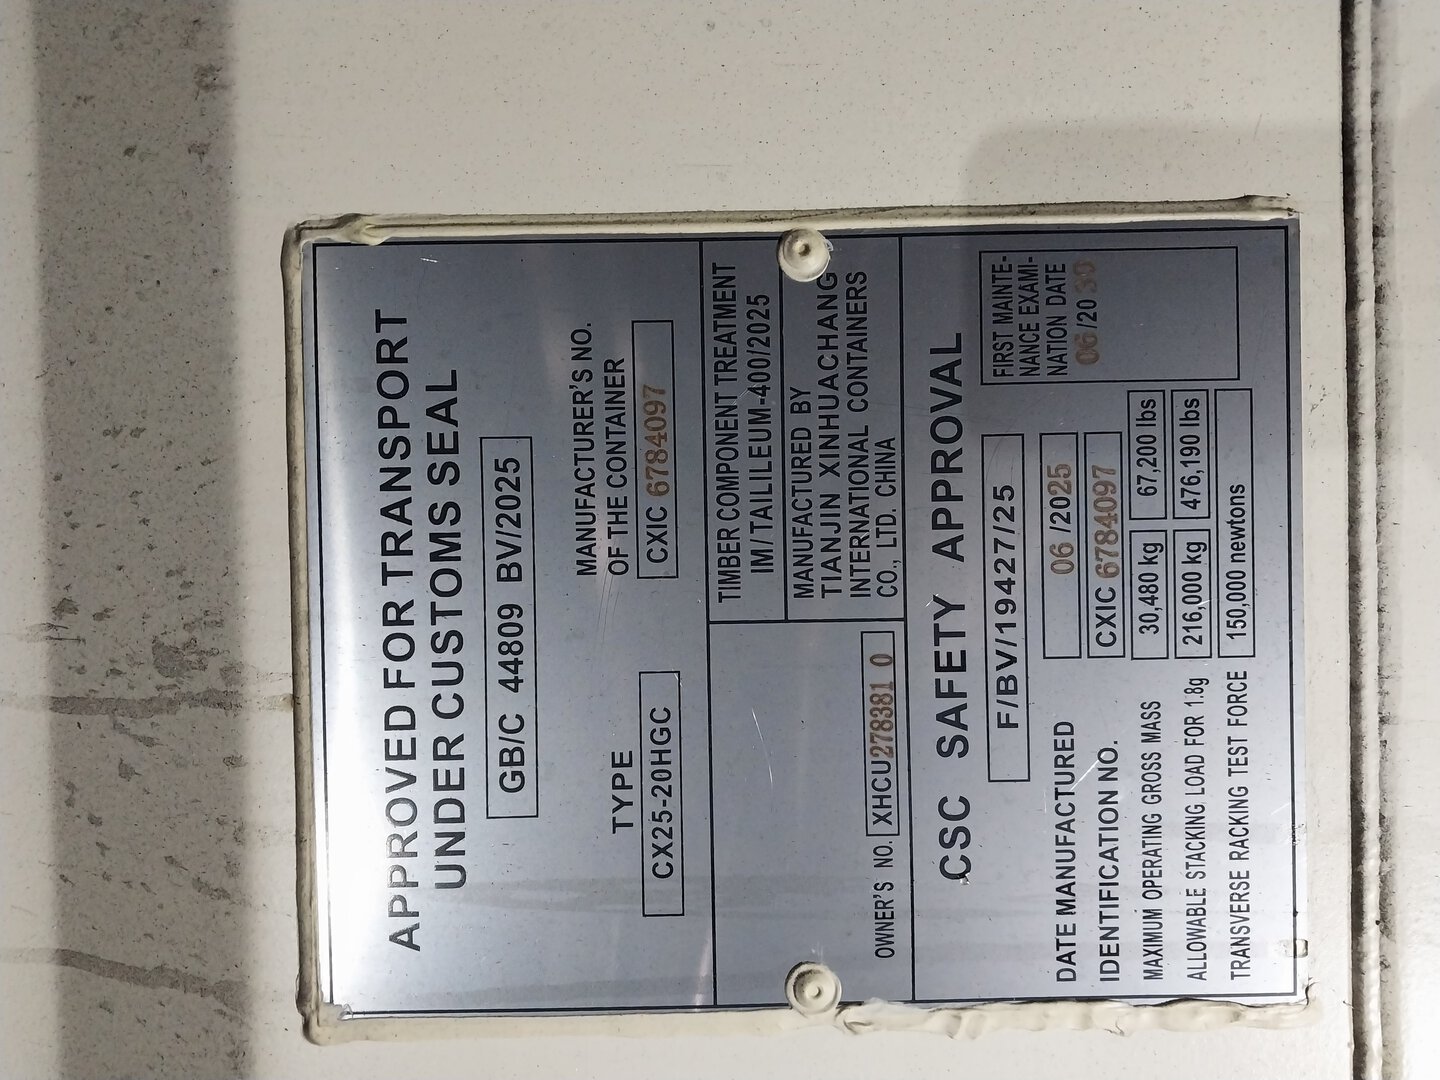 APPROVED FOR TRANSPORT
UNDER CUSTOMS SEAL
GB/C 44809 BV/2025
TYPE
CX25-20HGC
MANUFACTURER'S NO.
OF THE CONTAINER
CXIC 6784097
TIMBER COMPONENT TREATMENT
IM/TAILILEUM-400/2025
MANUFACTURED BY
TIANJIN XINHUACHANG
INTERNATIONAL CONTAINERS
CO., LTD. CHINA
OWNER'S NO. XHCU278381 0
CSC SAFETY APPROVAL
F/BV/19427/25
DATE MANUFACTURED 06 /2025
IDENTIFICATION NO. CXIC 6784097
MAXIMUM OPERATING GROSS MASS 30,480 kg 67,200 lbs
ALLOWABLE STACKING LOAD FOR 1.8g 216,000 kg 476,190 lbs
TRANSVERSE RACKING TEST FORCE 150,000 newtons
FIRST MAINTE-
NANCE EXAMI-
NATION DATE
06 /20 30